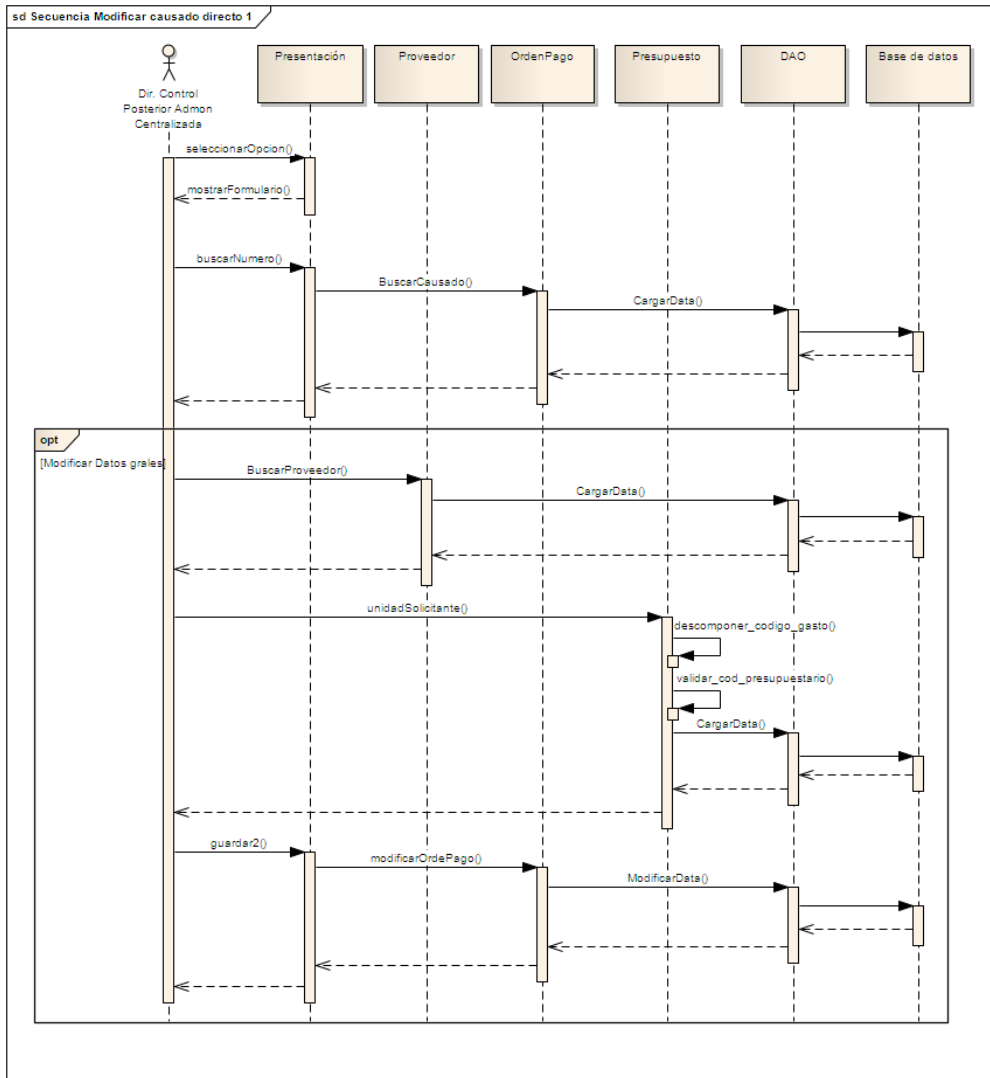 sd Secuencia Modificar causado directo 1
Presentación
Proveedor
OrdenPago
Presupuesto
DAO
Base de datos
Dir. Control
Posterior Admon
Centralizada
seleccionarOpcion()
mostrarFormulario()
buscarNumero()
BuscarCausado()
CargarData()
opt
[Modificar Datos grales]
BuscarProveedor()
CargarData()
unidadSolicitante()
descomponer_codigo_gasto()
validar_cod_presupuestario()
CargarData()
guardar2()
modificarOrdePago()
ModificarData()